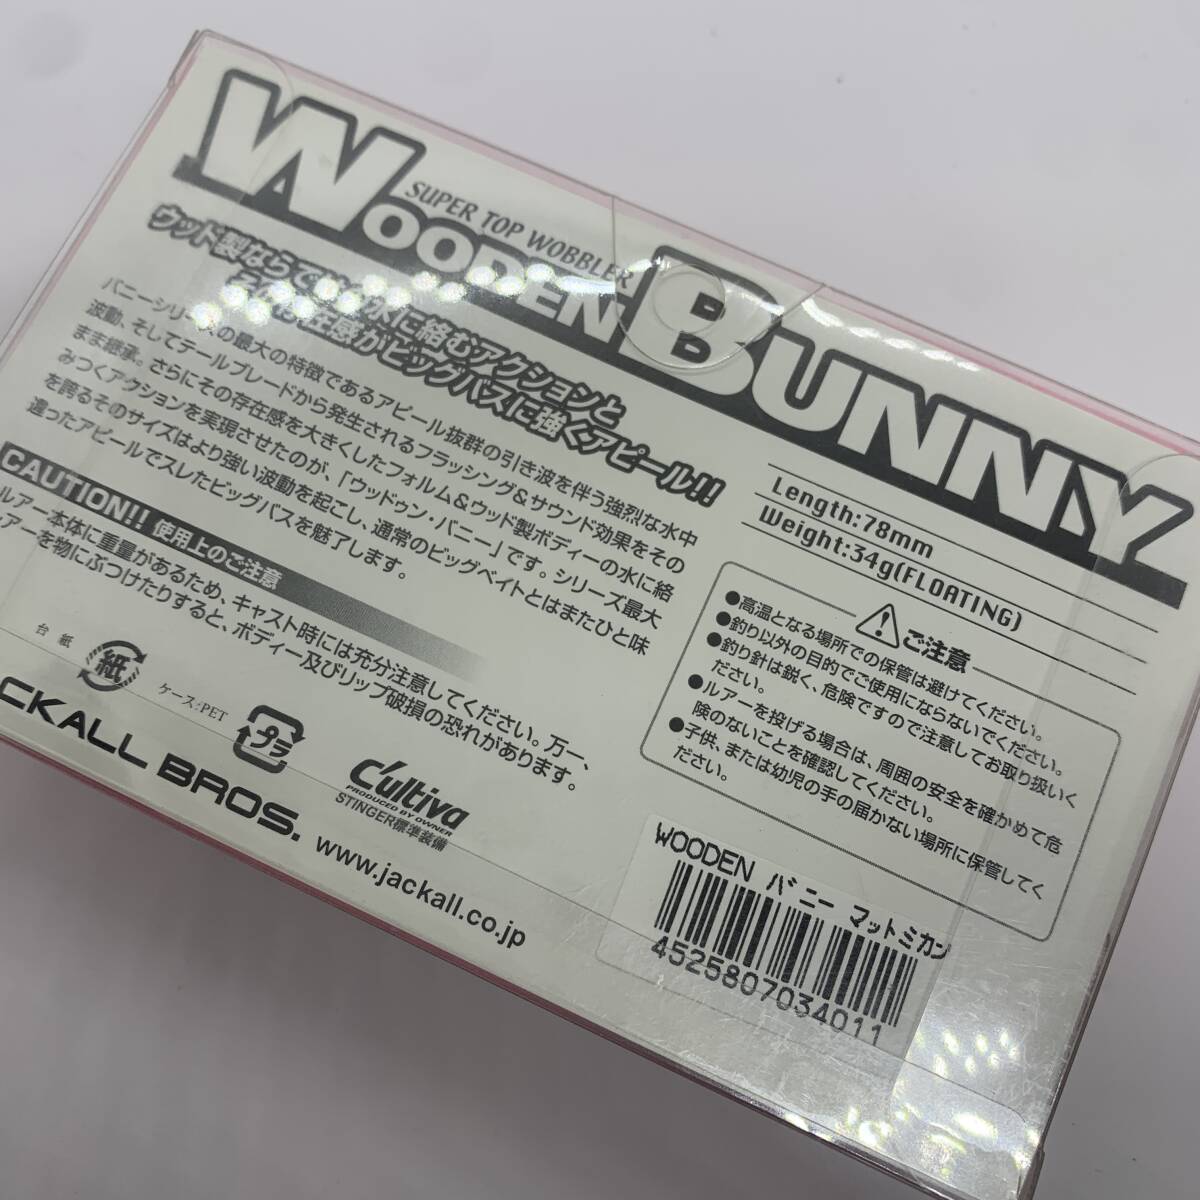 WOODEN BUNNY
SUPER TOP WOBBLER
ウッド製ならではの水に絡むアクションと
その存在感がビッグバスに強くアピール!!
バニーシリーズの最大の特徴であるアピール抜群の引き波を伴う強烈な水中
波動、そしてテールブレードから発生されるフラッシング&サウンド効果をその
まま継承。さらにその存在感を大きくしたフォルム&ウッド製ボディーの水に絡
みつくアクションを実現させたのが、「ウッドゥン・バニー」です。シリーズ最大
を誇るそのサイズはより強い波動を起こし、通常のビッグベイトとはまたひと味
違ったアピールでスレたビッグバスを魅了します。
CAUTION!! 使用上のご注意
ルアー本体に重量があるため、キャスト時には充分注意してください。万一、
ルアーを物にぶつけたりすると、ボディー及びリップ破損の恐れがあります。
Length:78mm
Weight:34g(FLOATING)
ご注意
●高温となる場所での保管は避けてください。
●釣り以外の目的でご使用にならないでください。
●釣り針は鋭く、危険ですので注意してお取り扱いく
ださい。
●ルアーを投げる場合は、周囲の安全を確かめて危
険のないことを確認してください。
●子供、または幼児の手の届かない場所に保管してく
ださい。
台紙
紙
ケース:PET
プラ
C'ultiva
PRODUCED BY OWNER
STINGER標準装備
CKALL BROS.
www.jackall.co.jp
WOODEN バニー マットミカン
4525807034011